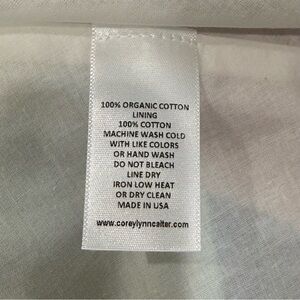 100% ORGANIC COTTON
LINING
100% COTTON
MACHINE WASH COLD
WITH LIKE COLORS
OR HAND WASH
DO NOT BLEACH
LINE DRY
IRON LOW HEAT
OR DRY CLEAN
MADE IN USA
www.coreylynncalter.com